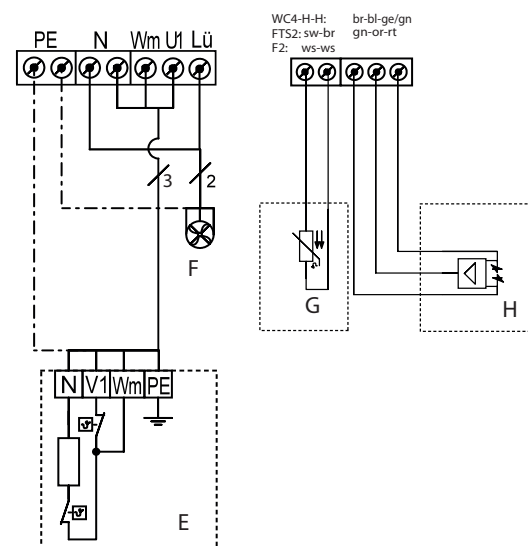 PE N Wm U1 Lü
3 2
F
N V1 Wm PE
E
WC4-H-H: br-bl-ge/gn
FTS2: sw-br gn-or-rt
F2: ws-ws
G
H